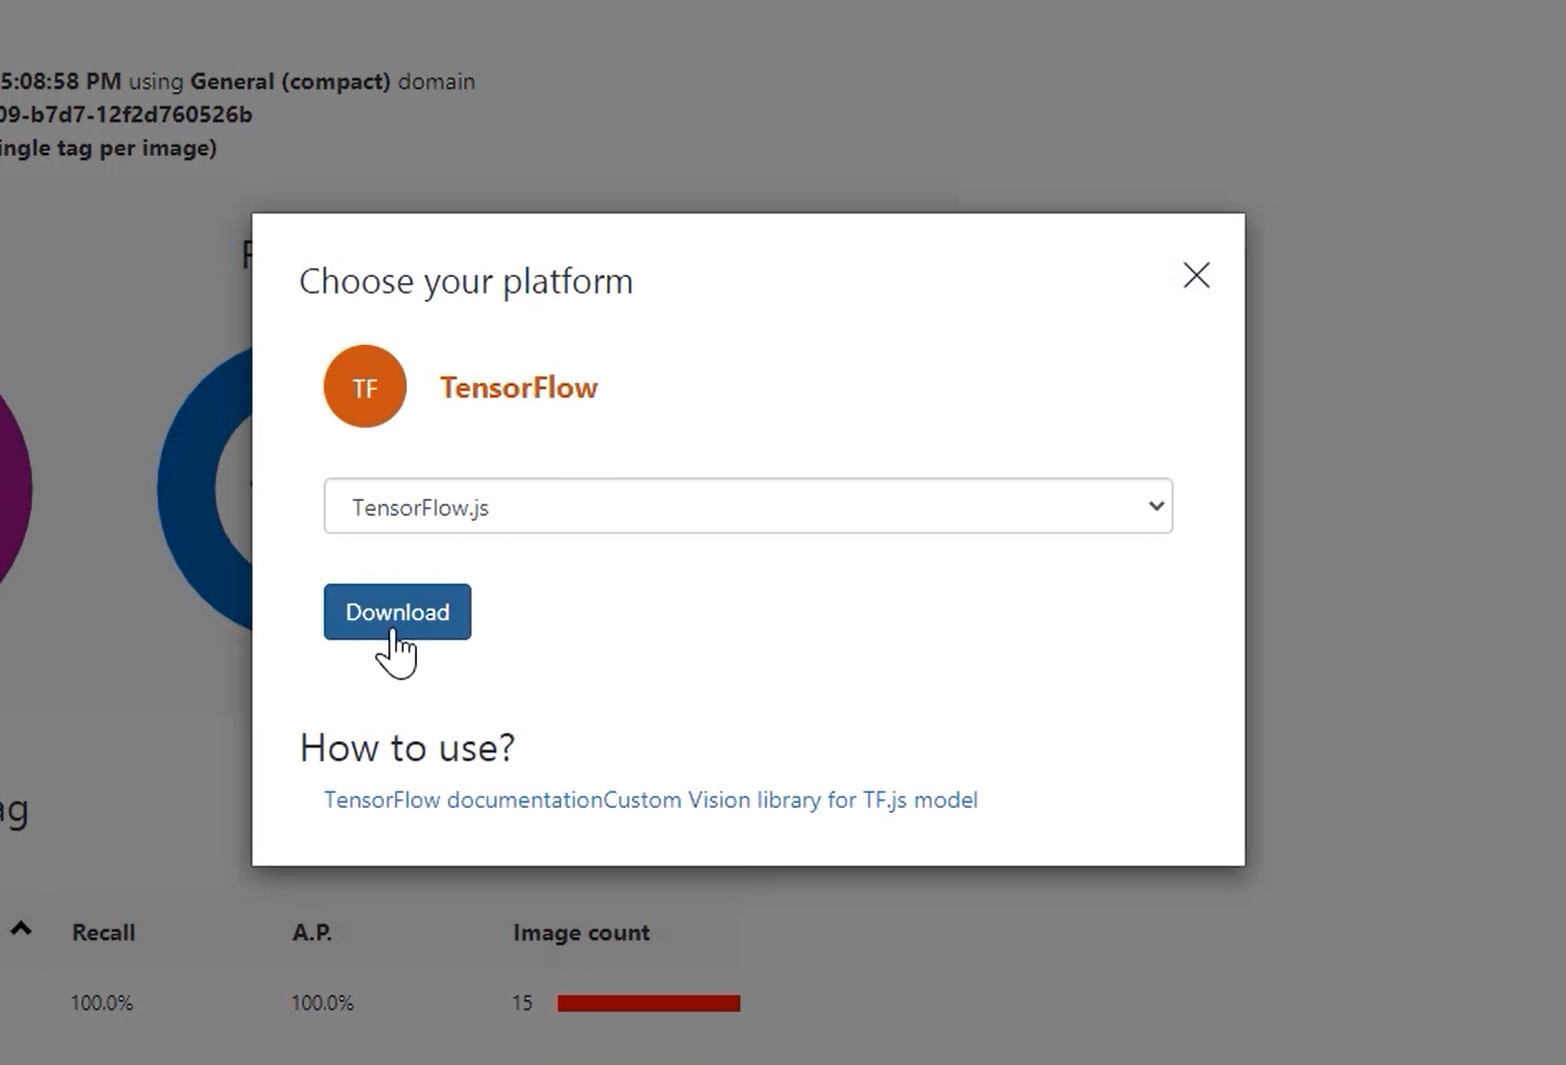 5:08:58 PM using General (compact) domain
09-b7d7-12f2d760526b
ingle tag per image)
Choose your platform
TF TensorFlow
TensorFlow.js
Download
How to use?
TensorFlow documentationCustom Vision library for TF.js model
ag
Recall A.P. Image count
100.0% 100.0% 15